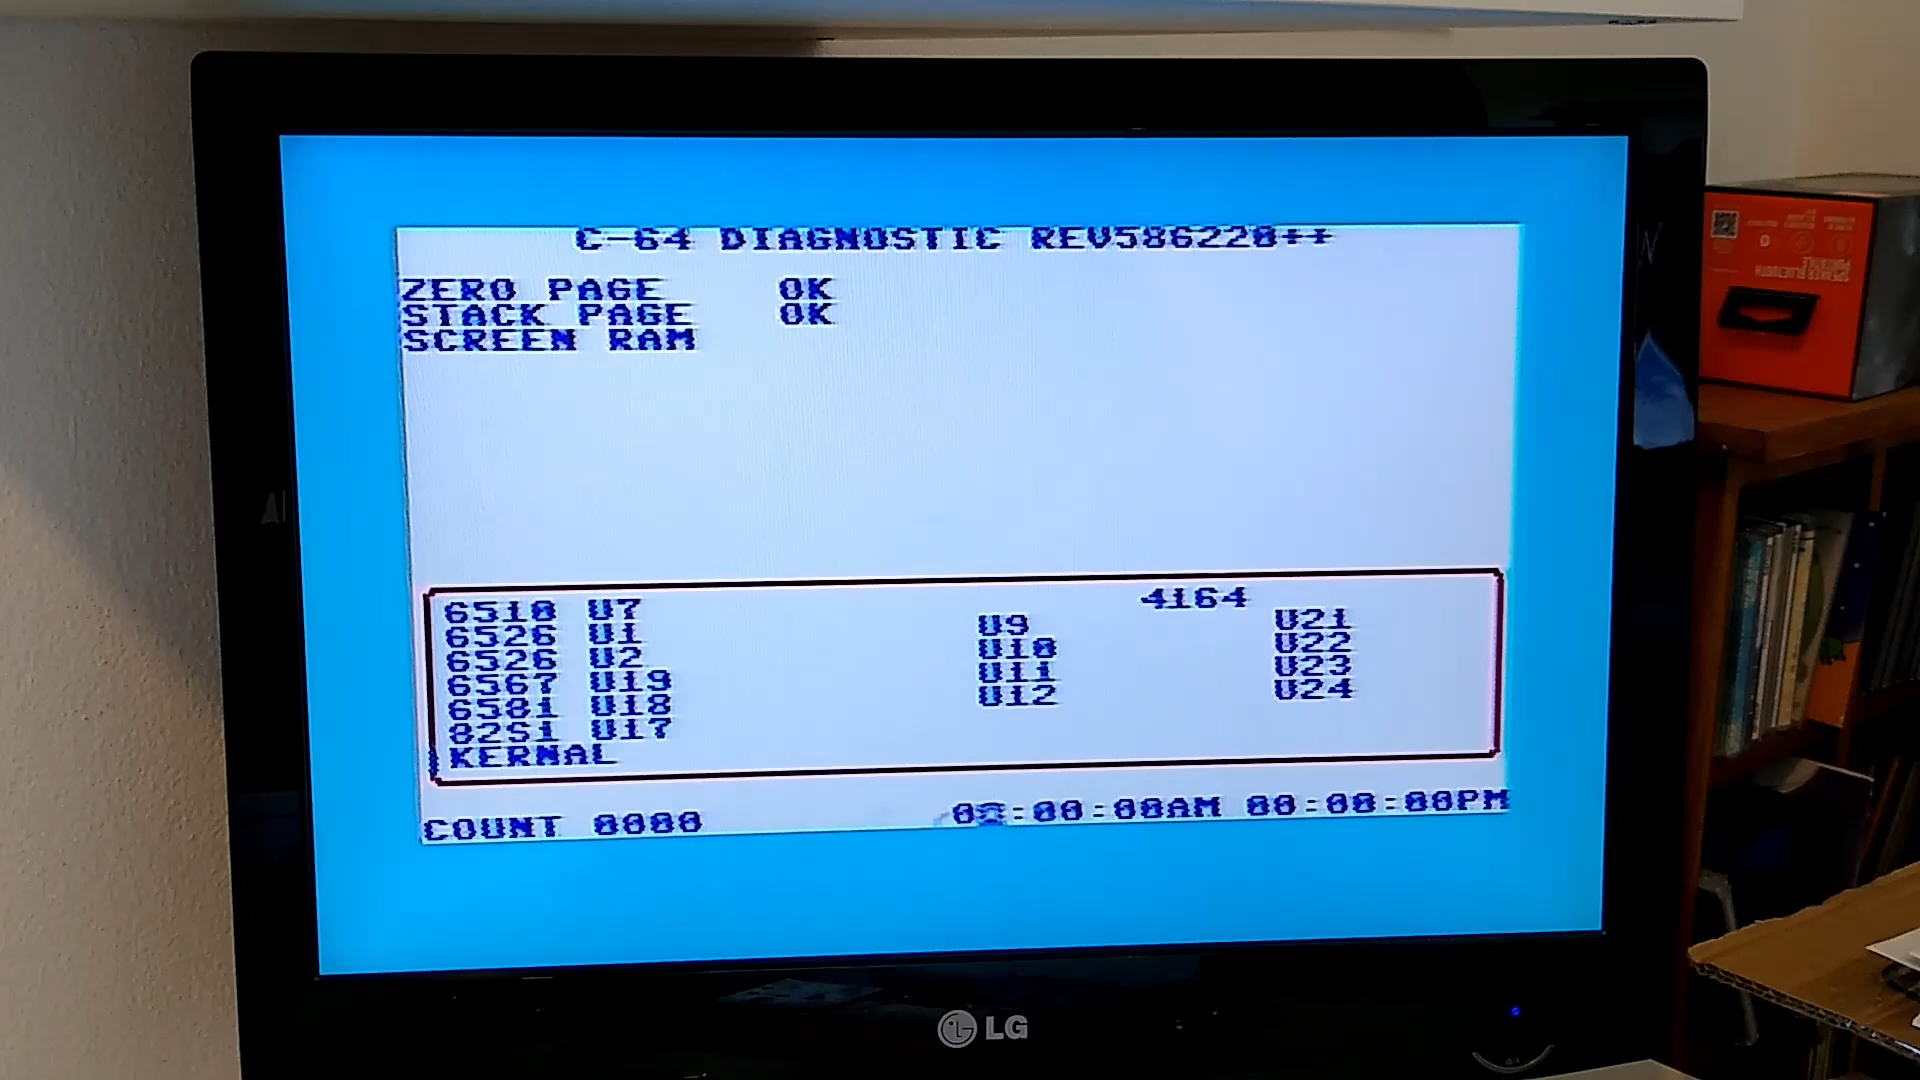 C-64 DIAGNOSTIC REV586220++
ZERO PAGE OK
STACK PAGE OK
SCREEN RAM
4164
6510 U7
6526 U1 U9 U21
6526 U2 U10 U22
6567 U19 U11 U23
6581 U18 U12 U24
82S1 U17
KERNAL
COUNT 0000 00:00:00AM 00:00:00PM
LG